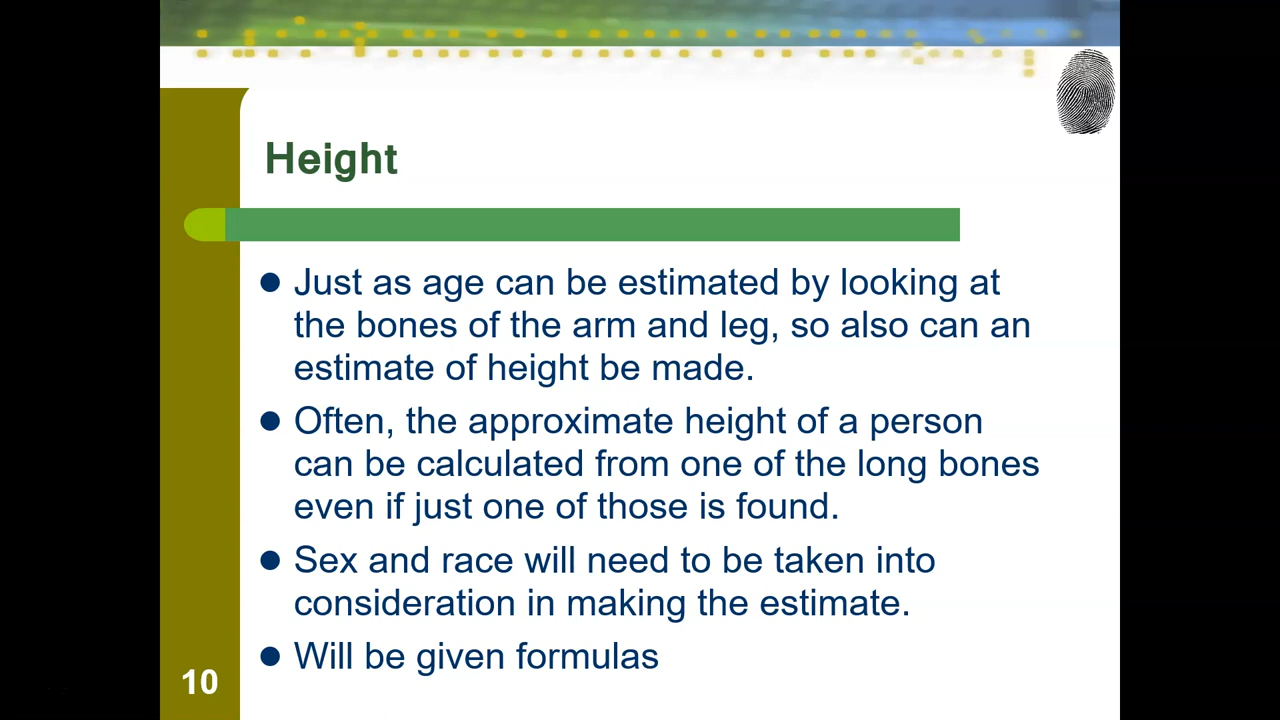 Height
Just as age can be estimated by looking at
the bones of the arm and leg, so also can an
estimate of height be made.
Often, the approximate height of a person
can be calculated from one of the long bones
even if just one of those is found.
Sex and race will need to be taken into
consideration in making the estimate.
Will be given formulas
10